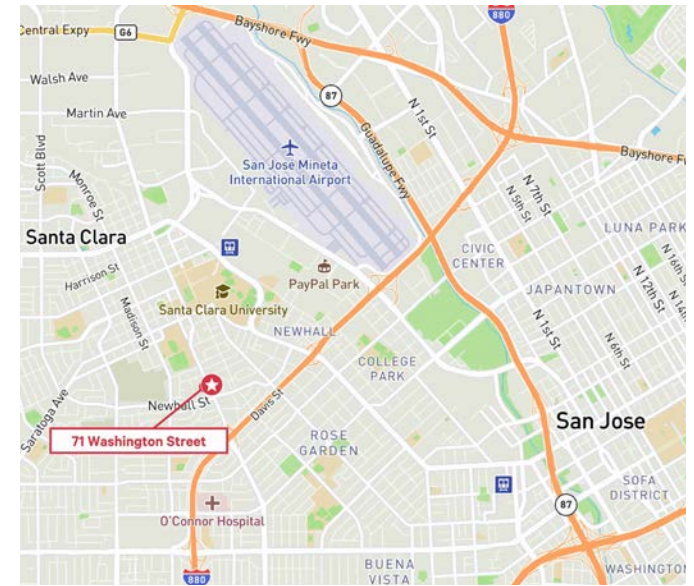 Central Expy
G6
Bayshore Fwy
880
Walsh Ave
Martin Ave
Scott Blvd
Monroe St
87
N 1st St
Guadalupe Fwy
San José Mineta
International Airport
Bayshore Fw
N 7th St
N 5th St
LUNA PARK
Santa Clara
CIVIC
CENTER
N 16th St
N 12th St
N 14th
Harrison St
PayPal Park
JAPANTOWN
Madison St
Santa Clara University
NEWHALL
N 1st St
N 6th St
COLLEGE
PARK
Saratoga Ave
Newhall St
Davis St
San Jose
71 Washington Street
ROSE
GARDEN
SOFA
DISTRICT
87
O'Connor Hospital
BUENA
VISTA
WASHINGTON
880